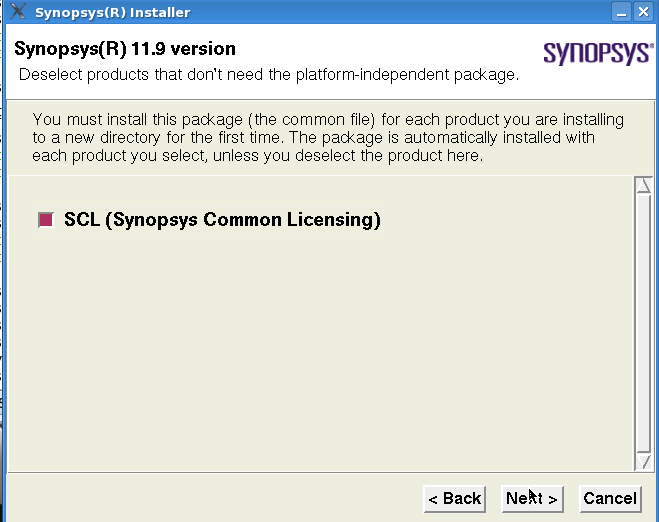 Synopsys(R) Installer
Synopsys(R) 11.9 version
SYNOPSYS®
Deselect products that don't need the platform-independent package.
You must install this package (the common file) for each product you are installing
to a new directory for the first time. The package is automatically installed with
each product you select, unless you deselect the product here.
SCL (Synopsys Common Licensing)
< Back Next > Cancel